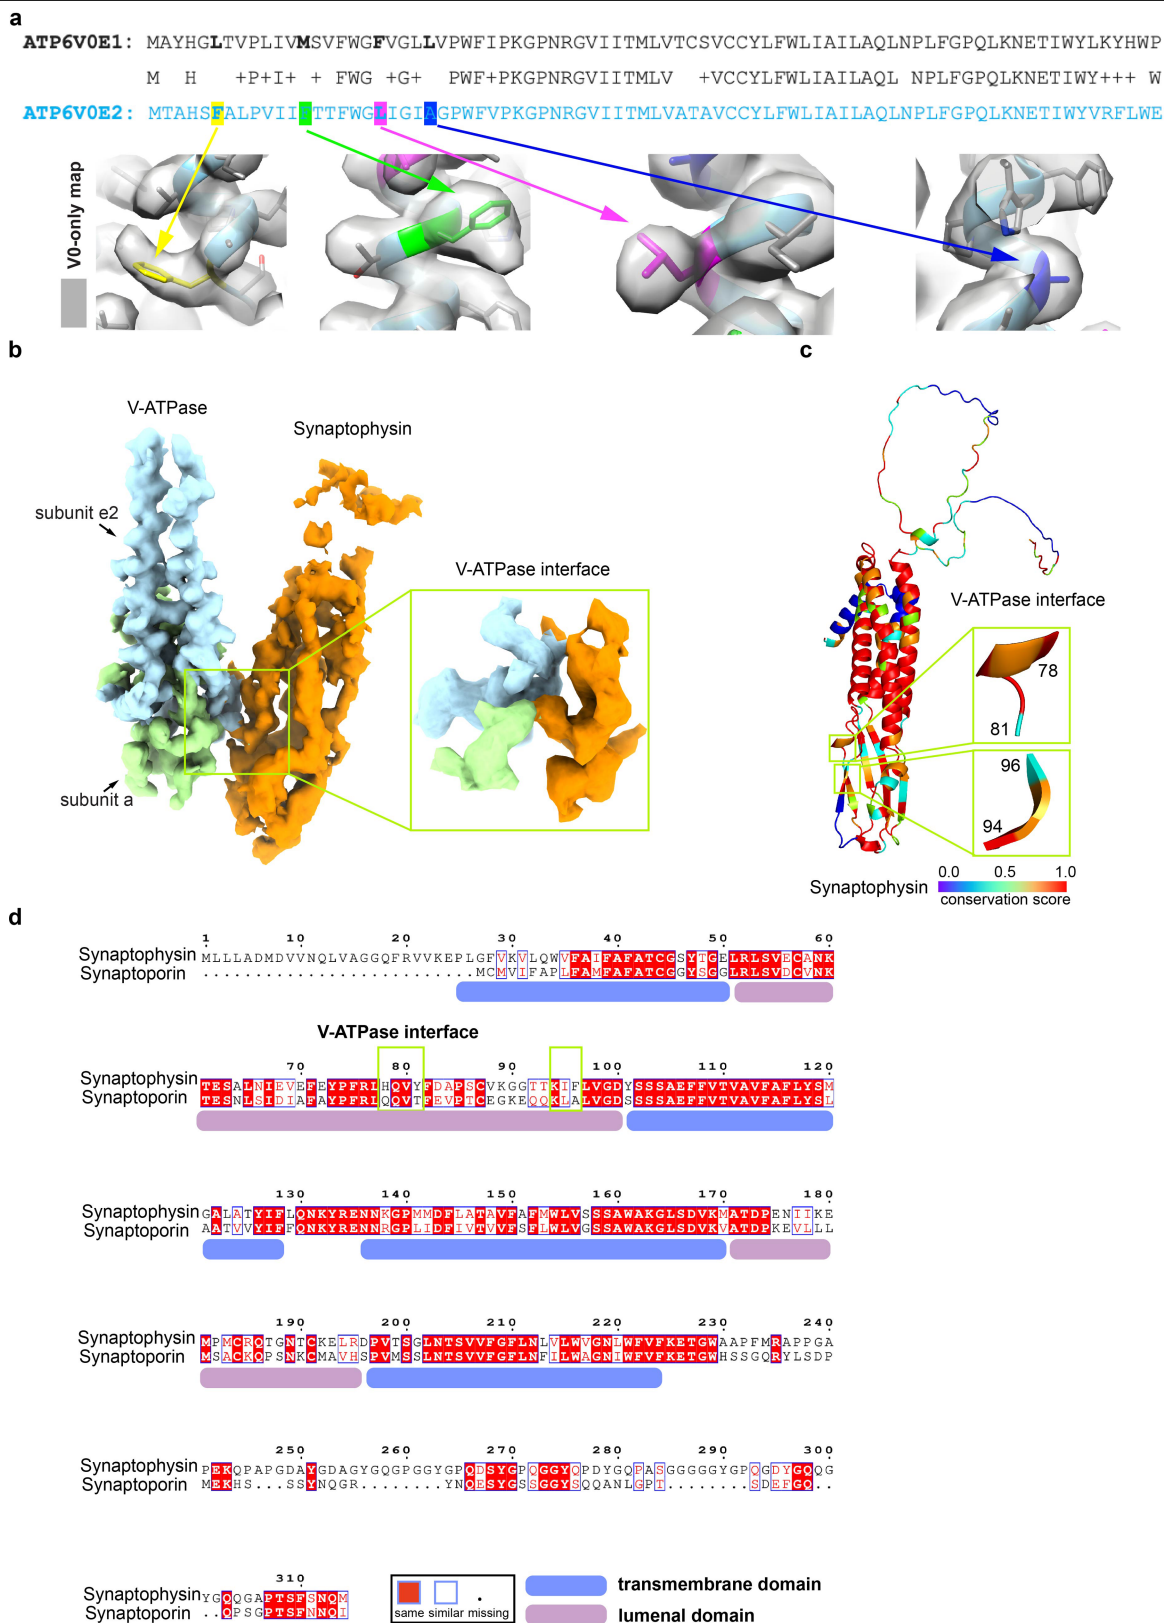 a
ATP6V0E1: MAYHGLTVPLIVMSVFWGFVGLLVPWFIPKGPNRGVIITMLVTCSVCCYLFWLIAILAQLNPLFGPQLKNETIWYLKYHWP
M H +P+I+ + FWG +G+ PWF+PKGPNRGVIITMLV +VCCYLFWLIAILAQL NPLFGPQLKNETIWY+++ W
ATP6V0E2: MTAHSFALPVIIFTTFWGLIGIAGPWFVPKGPNRGVIITMLVATAVCCYLFWLIAILAQLNPLFGPQLKNETIWYVRFLWE
V0-only map
b
V-ATPase
Synaptophysin
subunit e2
V-ATPase interface
subunit a
c
V-ATPase interface
78
81
96
94
0.0 0.5 1.0
Synaptophysin
conservation score
d
1 10 20 30 40 50 60
Synaptophysin MLLLADMDVVNQLVAGGQFRVVKEPLGFVKVLQWVFAIFAFATCGSYTGELRLSVECANK
Synaptoporin ..........................MCMVIFAPLFAMFAFATCGGYSGGLRLSVDCVNK
V-ATPase interface
70 80 90 100 110 120
Synaptophysin TESALNIEVEFEYPFRLHQVYFDAPSCVKGGTTKIFLVGDYSSSAEFFVTVAVFAFLYSM
Synaptoporin TESNLSIDIAFAYPFRLQQVTFEVPTCEGKEQQKLALVGDSSSSAEFFVTVAVFAFLYSL
130 140 150 160 170 180
Synaptophysin GALATYIFLQNKYRENNKGPMMDFLATAVFAFMWLVSSSAWAKGLSDVKMATDPENIIKE
Synaptoporin AATVVYIFFQNKYRENNRGPLIDFIVTVVFSFLWLVGSSAWAKGLSDVKVATDPKEVLLL
190 200 210 220 230 240
Synaptophysin MPMCRQTGNTCKELRDPVTSGLNTSVVFGFLNLVLWVGNLWFVFKETGWAAPFMRAPPGA
Synaptoporin MSACKQPSNKCMAVHSPVMSSLNTSVVFGFLNFILWAGNIWFVFKETGWHSSGQRYLSDP
250 260 270 280 290 300
Synaptophysin PEKQPAPGDAYGDAGYGQGPGGYGPQDSYGPQGGYQPDYGQPASGGGGGYGPQGDYGQQG
Synaptoporin MEKHS...SSYNQGR........YNQESYGSSGGYSQQANLGPT........SDEFGQ..
310
Synaptophysin YGQQGAPTSFSNQM
Synaptoporin ..QPSGPTSFNNQI
same similar missing
transmembrane domain
lumenal domain